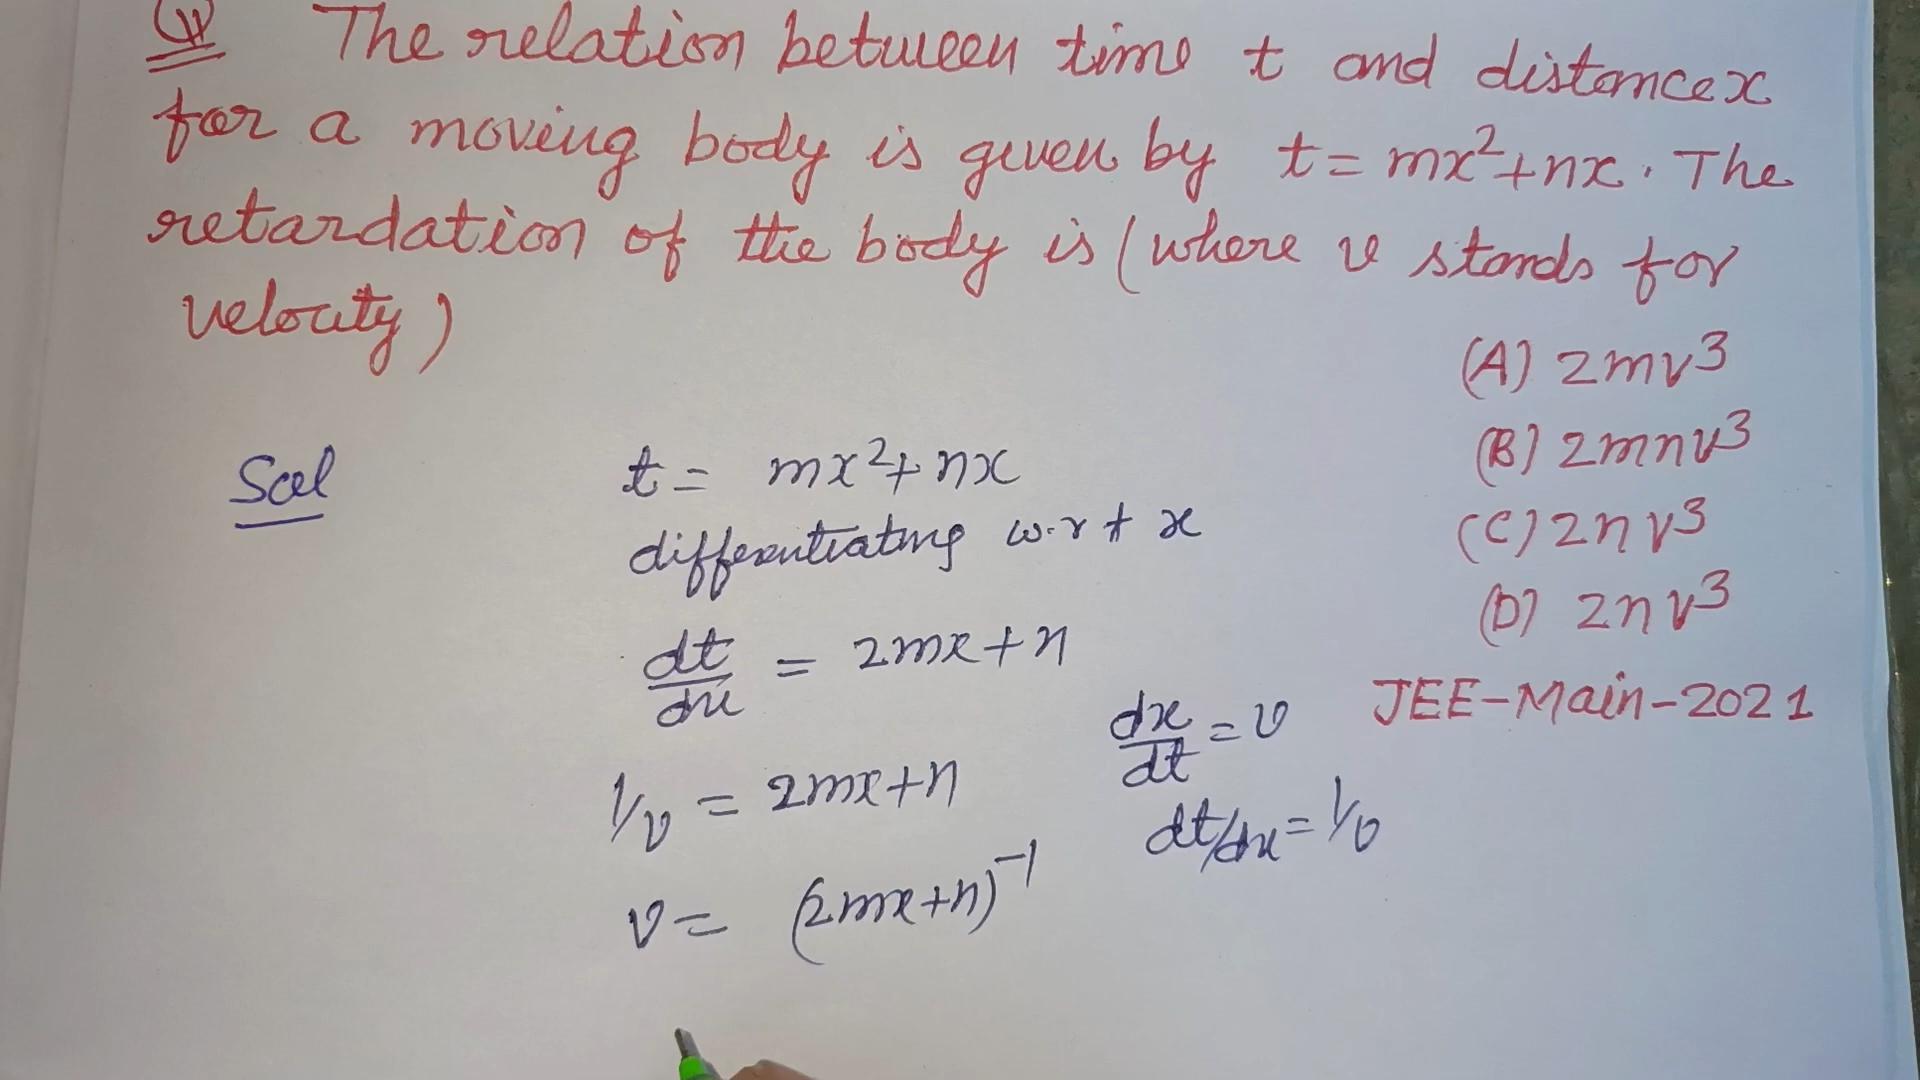 Q The relation between time t and distance x
for a moving body is given by t = mx²+nx. The
retardation of the body is (where v stands for
velocity)
(A) 2mv³
(B) 2mnv³
(C) 2nv³
(D) 2nv³
JEE-Main-2021
Sol
t = mx²+nx
differentiating w.r.t x
dt/dx = 2mx+n
1/v = 2mx+n
v = (2mx+n)⁻¹
dx/dt = v
dt/dx = 1/v